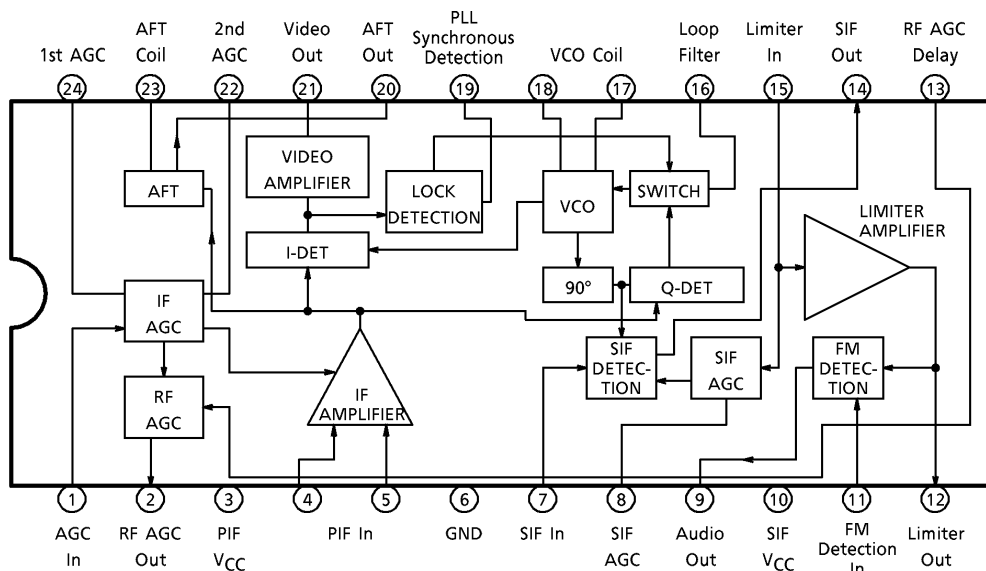 AFT 2nd Video AFT PLL Loop Limiter SIF RF AGC
1st AGC Coil AGC Out Out Synchronous Detection VCO Coil Filter In Out Delay
24 23 22 21 20 19 18 17 16 15 14 13
VIDEO AMPLIFIER
AFT
LOCK DETECTION
VCO
SWITCH
LIMITER AMPLIFIER
I-DET
90°
Q-DET
IF AGC
SIF DETEC-TION
SIF AGC
FM DETEC-TION
RF AGC
IF AMPLIFIER
1 2 3 4 5 6 7 8 9 10 11 12
AGC RF AGC PIF PIF In GND SIF In SIF Audio SIF FM Limiter
In Out VCC AGC Out VCC Detection Out
In